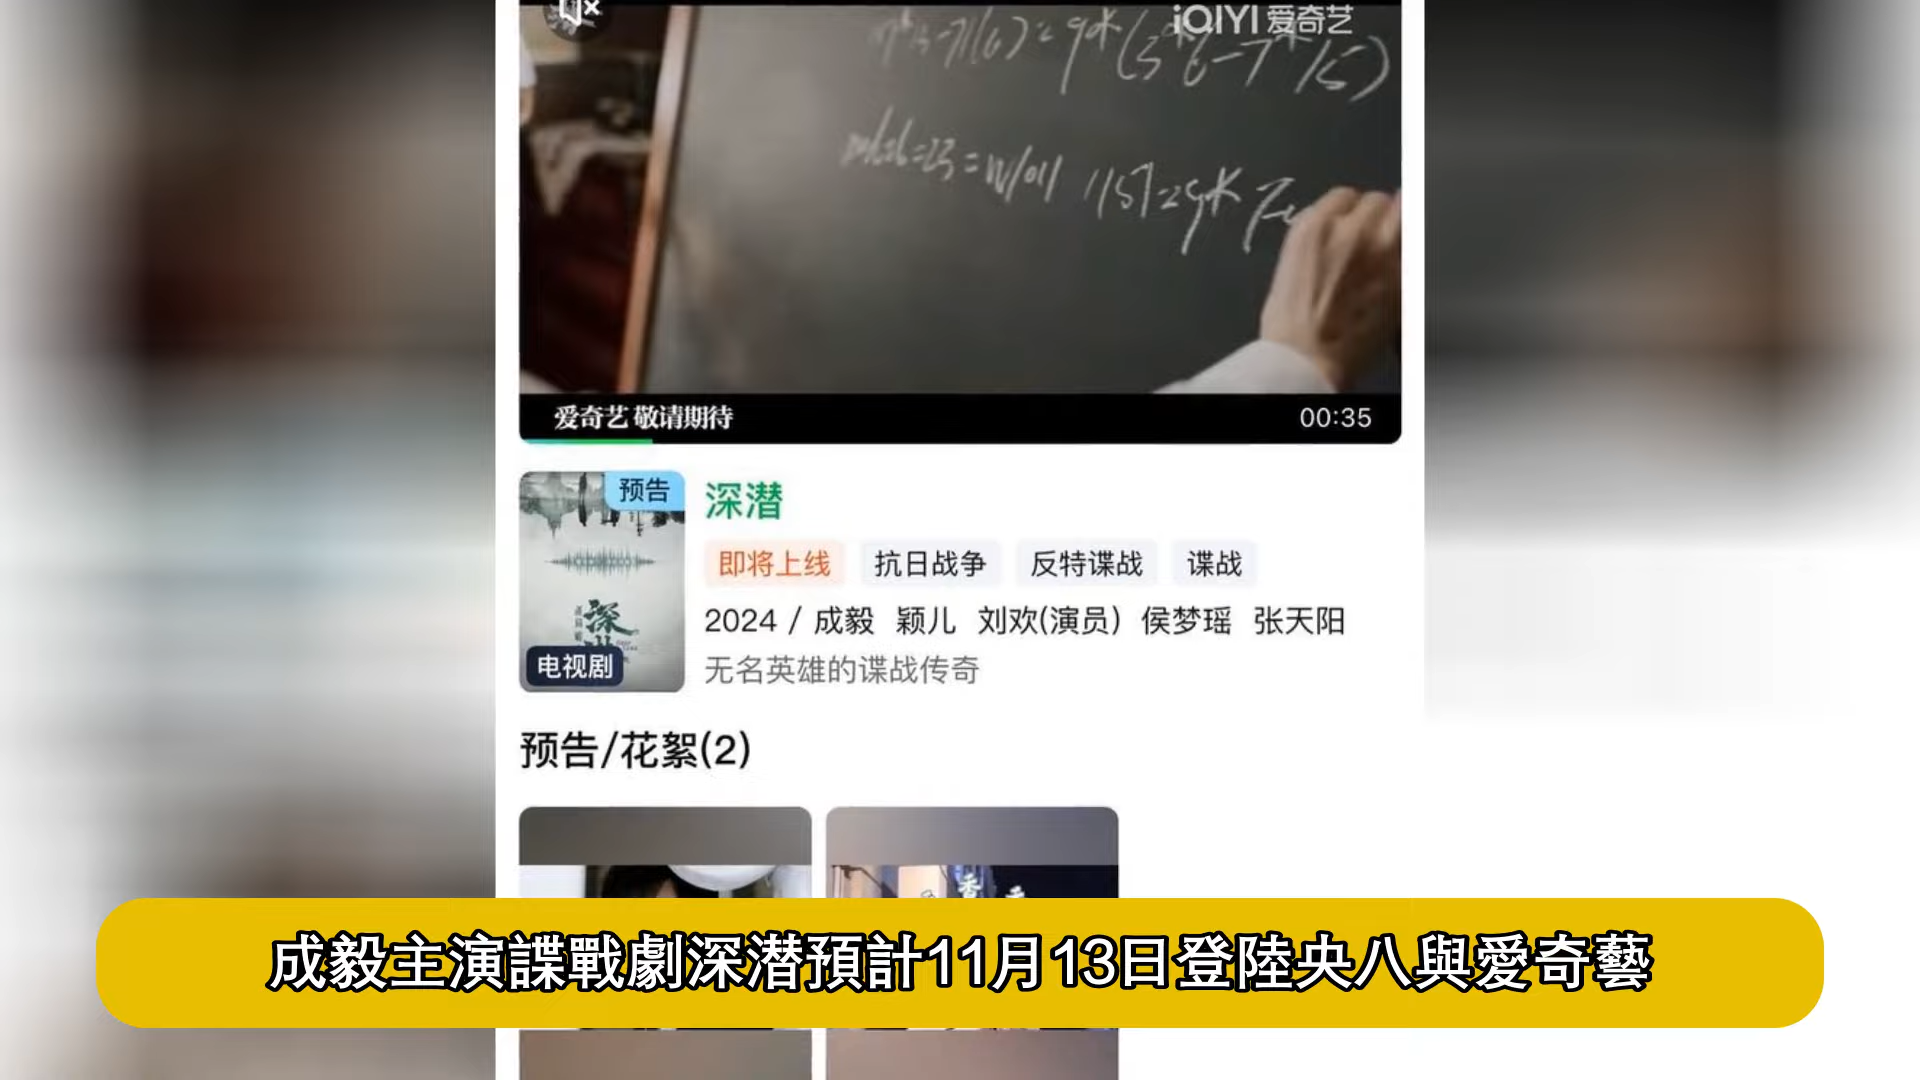 iQIYI 爱奇艺
爱奇艺 敬请期待
00:35
预告
深潜
即将上线 抗日战争 反特谍战 谍战
2024 / 成毅 颖儿 刘欢(演员) 侯梦瑶 张天阳
电视剧
无名英雄的谍战传奇
预告/花絮(2)
成毅主演諜戰劇深潜預計11月13日登陸央八與愛奇藝